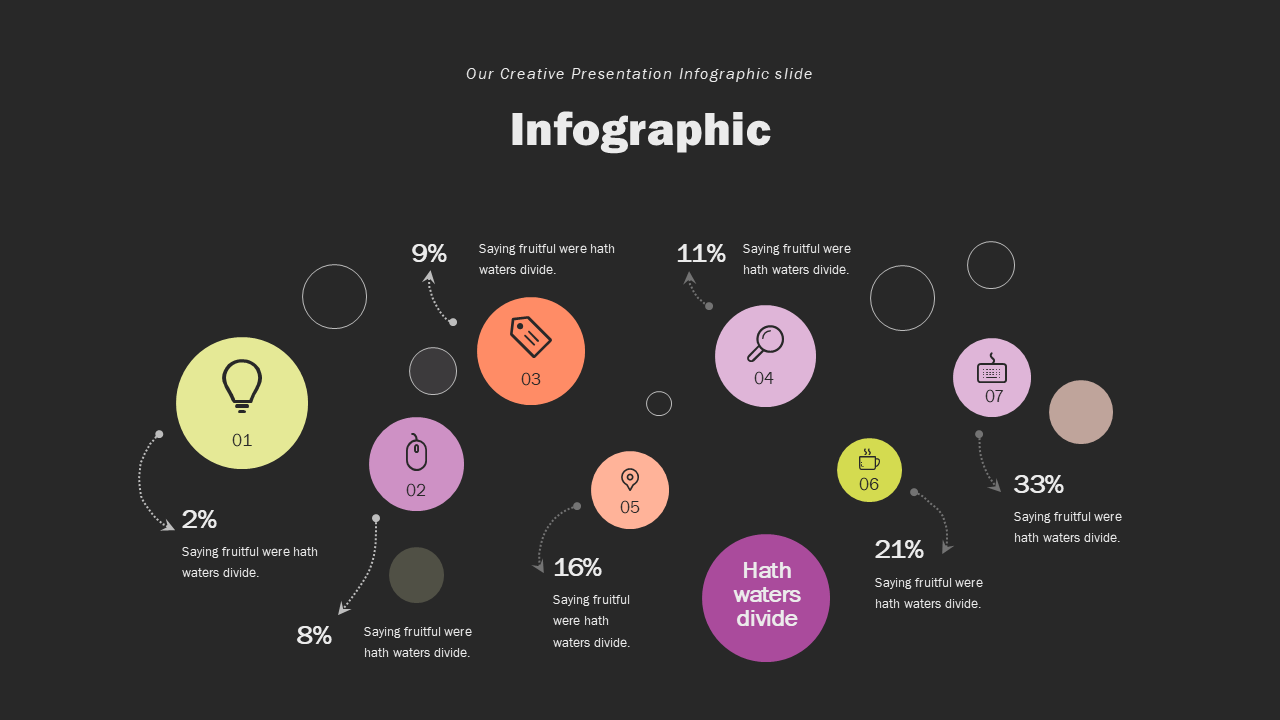 Our Creative Presentation Infographic slide
Infographic
01
2%
Saying fruitful were hath
waters divide.
02
8%
Saying fruitful were
hath waters divide.
9%
Saying fruitful were hath
waters divide.
03
11%
Saying fruitful were
hath waters divide.
04
05
16%
Saying fruitful
were hath
waters divide.
Hath
waters
divide
06
21%
Saying fruitful were
hath waters divide.
07
33%
Saying fruitful were
hath waters divide.